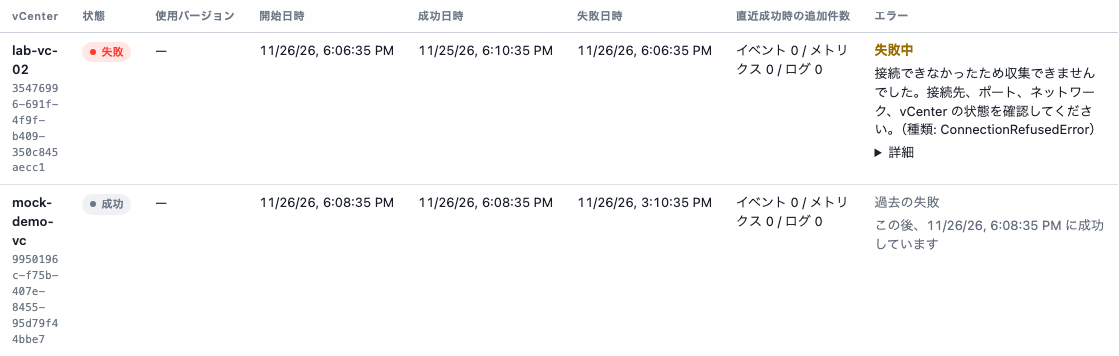 vCenter 状態 使用バージョン 開始日時 成功日時 失敗日時 直近成功時の追加件数 エラー
lab-vc-
02
3547699
6-691f-
4f9f-
b409-
350c845
aecc1
失敗
—
11/26/26, 6:06:35 PM
11/25/26, 6:10:35 PM
11/26/26, 6:06:35 PM
イベント 0 / メトリ
クス 0 / ログ 0
失敗中
接続できなかったため収集できません
でした。接続先、ポート、ネットワー
ク、vCenter の状態を確認してくださ
い。（種類: ConnectionRefusedError）
▶ 詳細
mock-
demo-
vc
9950196
c-f75b-
407e-
8455-
95d79f4
4bbe7
成功
—
11/26/26, 6:08:35 PM
11/26/26, 6:08:35 PM
11/26/26, 3:10:35 PM
イベント 0 / メトリ
クス 0 / ログ 0
過去の失敗
この後、11/26/26, 6:08:35 PM に成功
しています